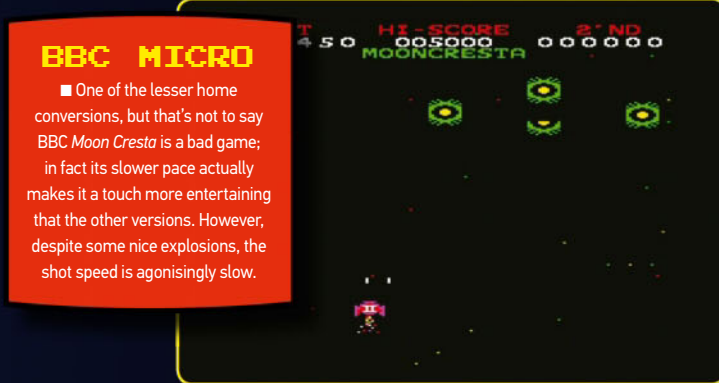 BBC MICRO
■ One of the lesser home
conversions, but that's not to say
BBC Moon Cresta is a bad game;
in fact its slower pace actually
makes it a touch more entertaining
that the other versions. However,
despite some nice explosions, the
shot speed is agonisingly slow.
T HI-SCORE 2'ND
450 005000 000000
MOONCRESTA